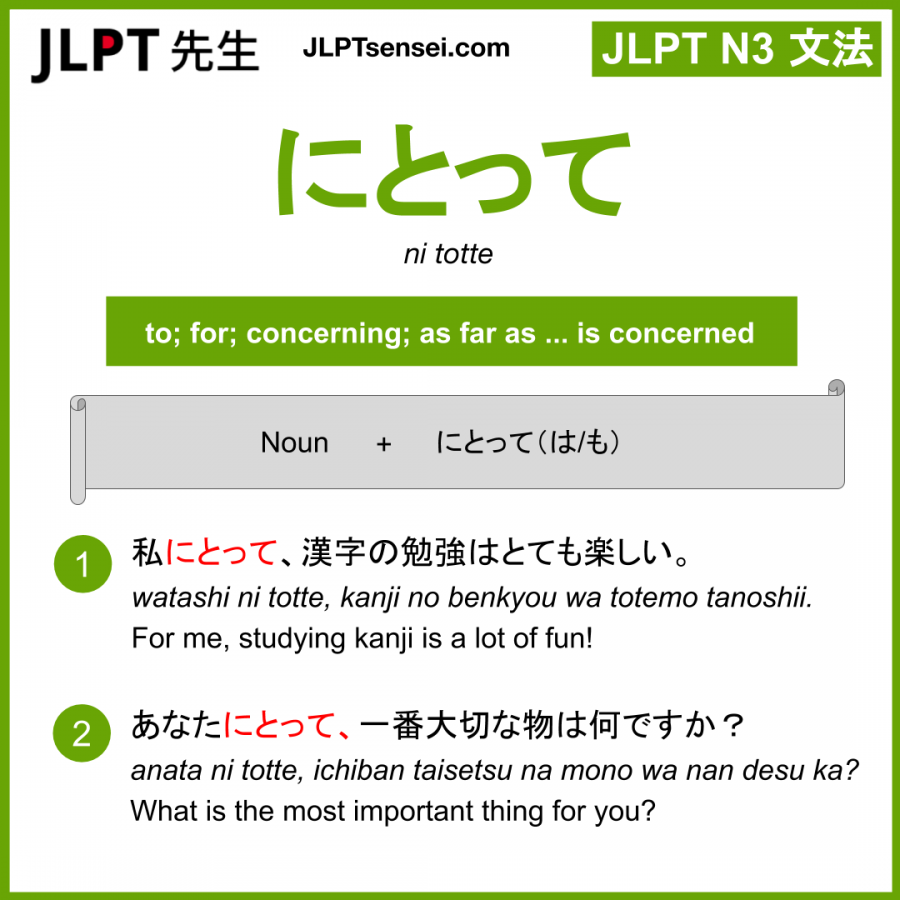 JLPT 先生
JLPTsensei.com
JLPT N3 文法
にとって
ni totte
to; for; concerning; as far as ... is concerned
Noun + にとって（は/も）
1 私にとって、漢字の勉強はとても楽しい。
watashi ni totte, kanji no benkyou wa totemo tanoshii.
For me, studying kanji is a lot of fun!
2 あなたにとって、一番大切な物は何ですか？
anata ni totte, ichiban taisetsu na mono wa nan desu ka?
What is the most important thing for you?